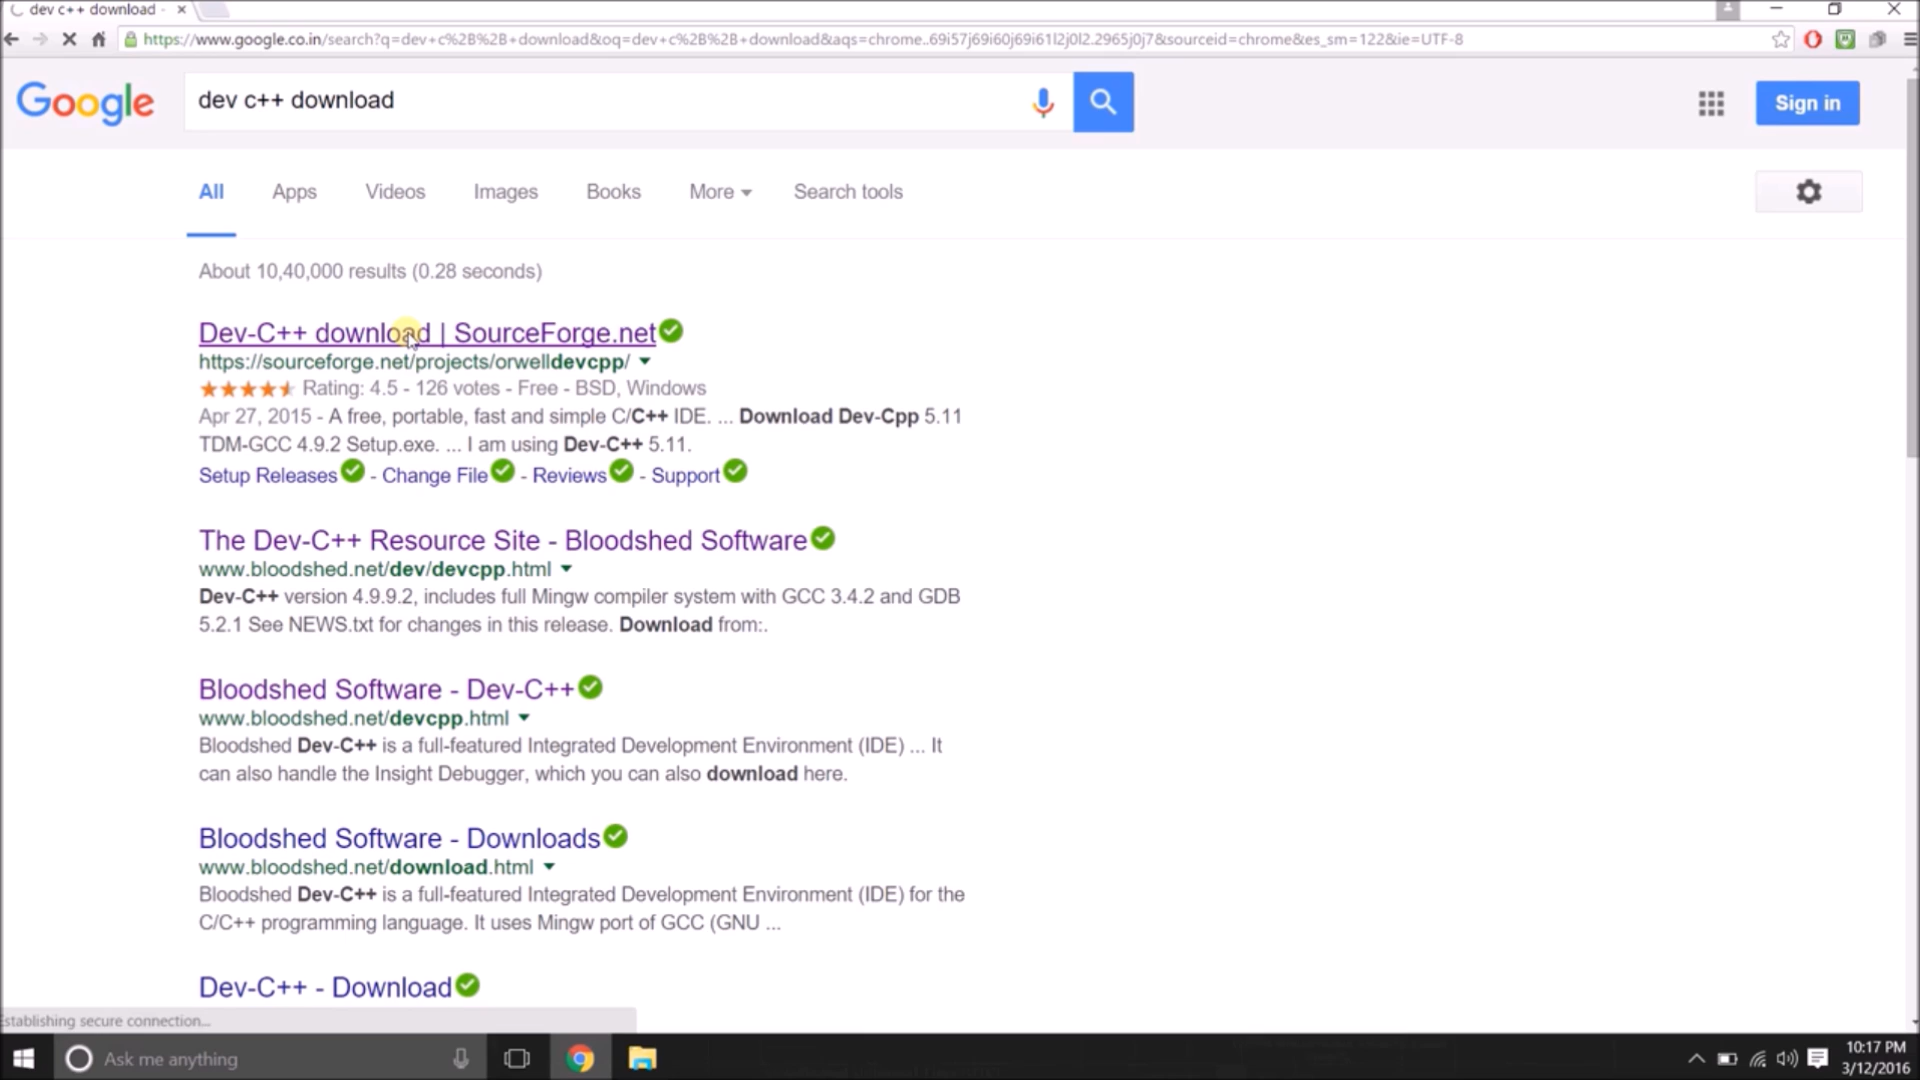 dev c++ download -
https://www.google.co.in/search?q=dev+c%2B%2B+download&oq=dev+c%2B%2B+download&aqs=chrome..69i57j69i60j69i61l2j0l2.2965j0j7&sourceid=chrome&es_sm=122&ie=UTF-8
Google
dev c++ download
Sign in
All Apps Videos Images Books More Search tools
About 10,40,000 results (0.28 seconds)
Dev-C++ download | SourceForge.net
https://sourceforge.net/projects/orwelldevcpp/
Rating: 4.5 - 126 votes - Free - BSD, Windows
Apr 27, 2015 - A free, portable, fast and simple C/C++ IDE. ... Download Dev-Cpp 5.11
TDM-GCC 4.9.2 Setup.exe. ... I am using Dev-C++ 5.11.
Setup Releases - Change File - Reviews - Support
The Dev-C++ Resource Site - Bloodshed Software
www.bloodshed.net/dev/devcpp.html
Dev-C++ version 4.9.9.2, includes full Mingw compiler system with GCC 3.4.2 and GDB
5.2.1 See NEWS.txt for changes in this release. Download from:.
Bloodshed Software - Dev-C++
www.bloodshed.net/devcpp.html
Bloodshed Dev-C++ is a full-featured Integrated Development Environment (IDE) ... It
can also handle the Insight Debugger, which you can also download here.
Bloodshed Software - Downloads
www.bloodshed.net/download.html
Bloodshed Dev-C++ is a full-featured Integrated Development Environment (IDE) for the
C/C++ programming language. It uses Mingw port of GCC (GNU ...
Dev-C++ - Download
stablishing secure connection...
Ask me anything
10:17 PM
3/12/2016